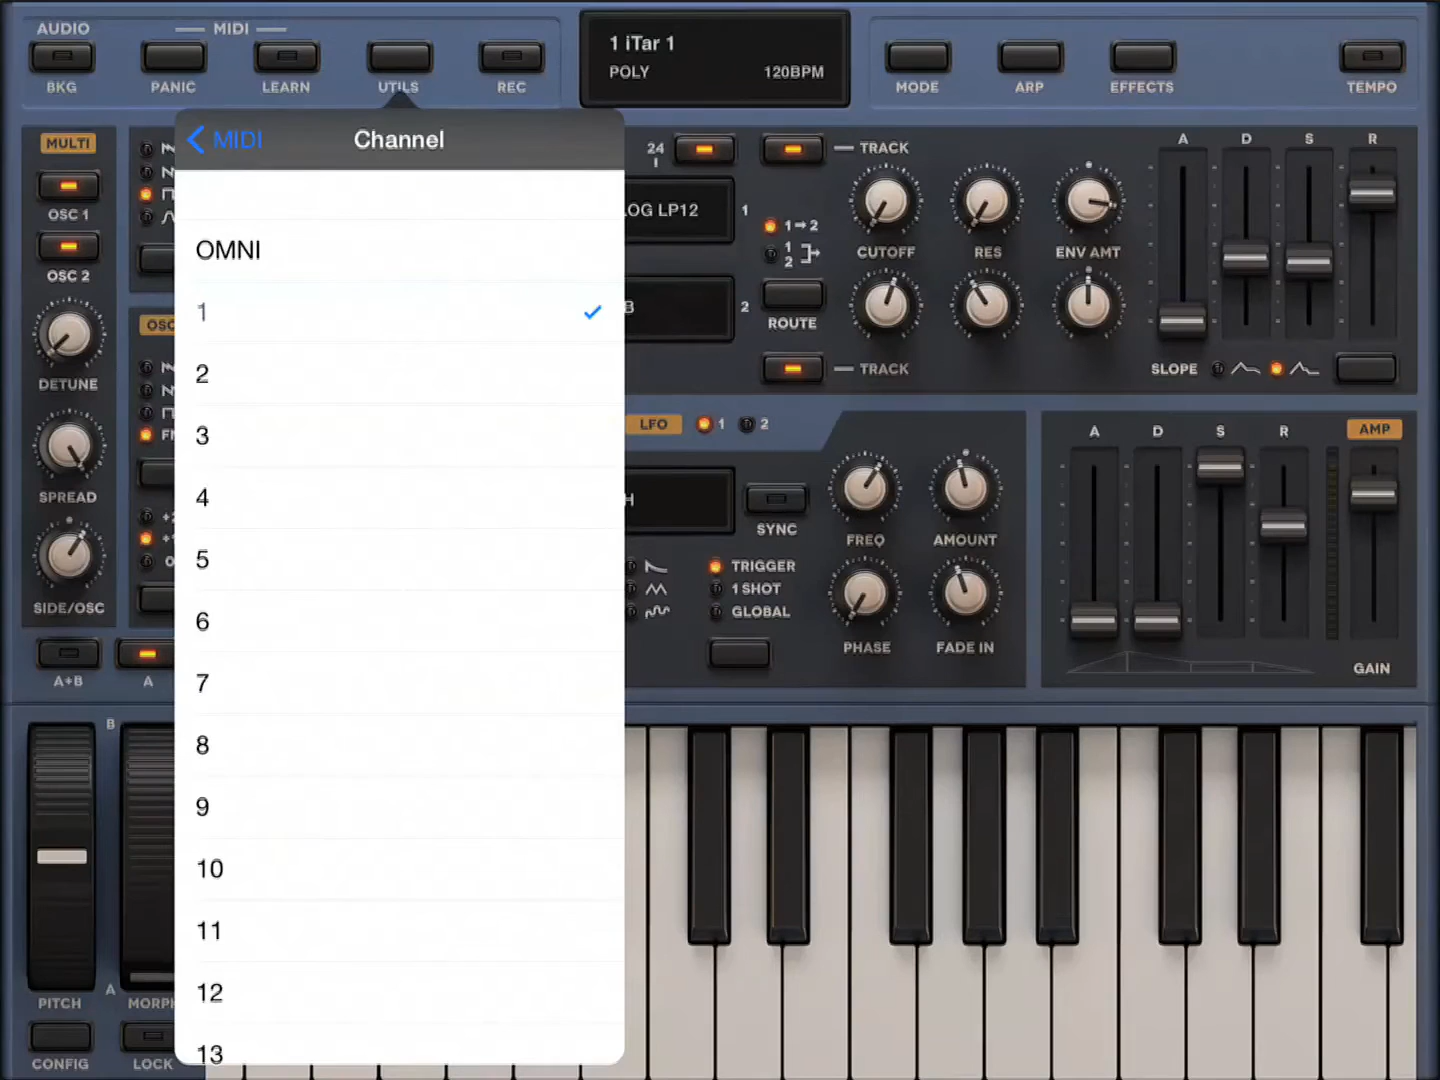 AUDIO
MIDI
BKG
PANIC
LEARN
UTILS
REC
1 iTar 1
POLY 120BPM
MODE
ARP
EFFECTS
TEMPO
MIDI
Channel
OMNI
1
2
3
4
5
6
7
8
9
10
11
12
13
MULTI
OSC 1
OSC 2
DETUNE
SPREAD
SIDE/OSC
A+B
A
OSC
24
TRACK
OG LP12
1
1→2
1
2
B
2
ROUTE
TRACK
CUTOFF
RES
ENV AMT
A
D
S
R
SLOPE
LFO
1
2
H
SYNC
TRIGGER
1 SHOT
GLOBAL
FREQ
AMOUNT
PHASE
FADE IN
A
D
S
R
AMP
GAIN
B
A
PITCH
MORPH
CONFIG
LOCK